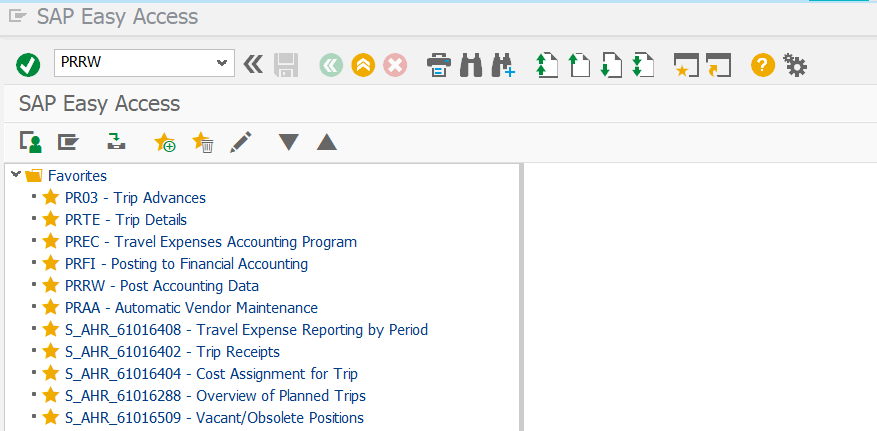 SAP Easy Access
PRRW
SAP Easy Access
Favorites
PR03 - Trip Advances
PRTE - Trip Details
PREC - Travel Expenses Accounting Program
PRFI - Posting to Financial Accounting
PRRW - Post Accounting Data
PRAA - Automatic Vendor Maintenance
S_AHR_61016408 - Travel Expense Reporting by Period
S_AHR_61016402 - Trip Receipts
S_AHR_61016404 - Cost Assignment for Trip
S_AHR_61016288 - Overview of Planned Trips
S_AHR_61016509 - Vacant/Obsolete Positions